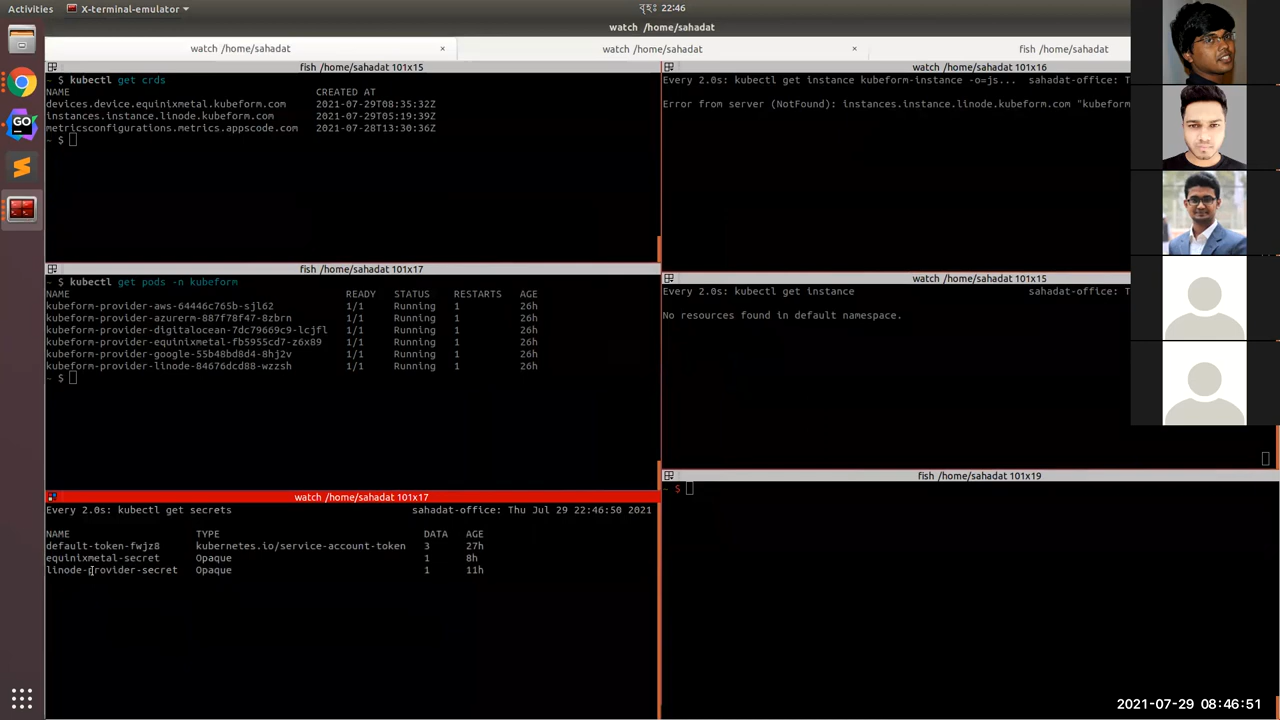 Activities X-terminal-emulator বৃহঃ 22:46
watch /home/sahadat
watch /home/sahadat × watch /home/sahadat × fish /home/sahadat
fish /home/sahadat 101x15
~ $ kubectl get crds
NAME CREATED AT
devices.device.equinixmetal.kubeform.com 2021-07-29T08:35:32Z
instances.instance.linode.kubeform.com 2021-07-29T05:19:39Z
metricsconfigurations.metrics.appscode.com 2021-07-28T13:30:36Z
~ $
fish /home/sahadat 101x17
~ $ kubectl get pods -n kubeform
NAME READY STATUS RESTARTS AGE
kubeform-provider-aws-64446c765b-sjl62 1/1 Running 1 26h
kubeform-provider-azurerm-887f78f47-8zbrn 1/1 Running 1 26h
kubeform-provider-digitalocean-7dc79669c9-lcjfl 1/1 Running 1 26h
kubeform-provider-equinixmetal-fb5955cd7-z6x89 1/1 Running 1 26h
kubeform-provider-google-55b48bd8d4-8hj2v 1/1 Running 1 26h
kubeform-provider-linode-84676dcd88-wzzsh 1/1 Running 1 26h
~ $
watch /home/sahadat 101x17
Every 2.0s: kubectl get secrets sahadat-office: Thu Jul 29 22:46:50 2021
NAME TYPE DATA AGE
default-token-fwjz8 kubernetes.io/service-account-token 3 27h
equinixmetal-secret Opaque 1 8h
linode-provider-secret Opaque 1 11h
watch /home/sahadat 101x16
Every 2.0s: kubectl get instance kubeform-instance -o=js... sahadat-office: T
Error from server (NotFound): instances.instance.linode.kubeform.com "kubeform
watch /home/sahadat 101x15
Every 2.0s: kubectl get instance sahadat-office: T
No resources found in default namespace.
fish /home/sahadat 101x19
~ $
GO
2021-07-29 08:46:51